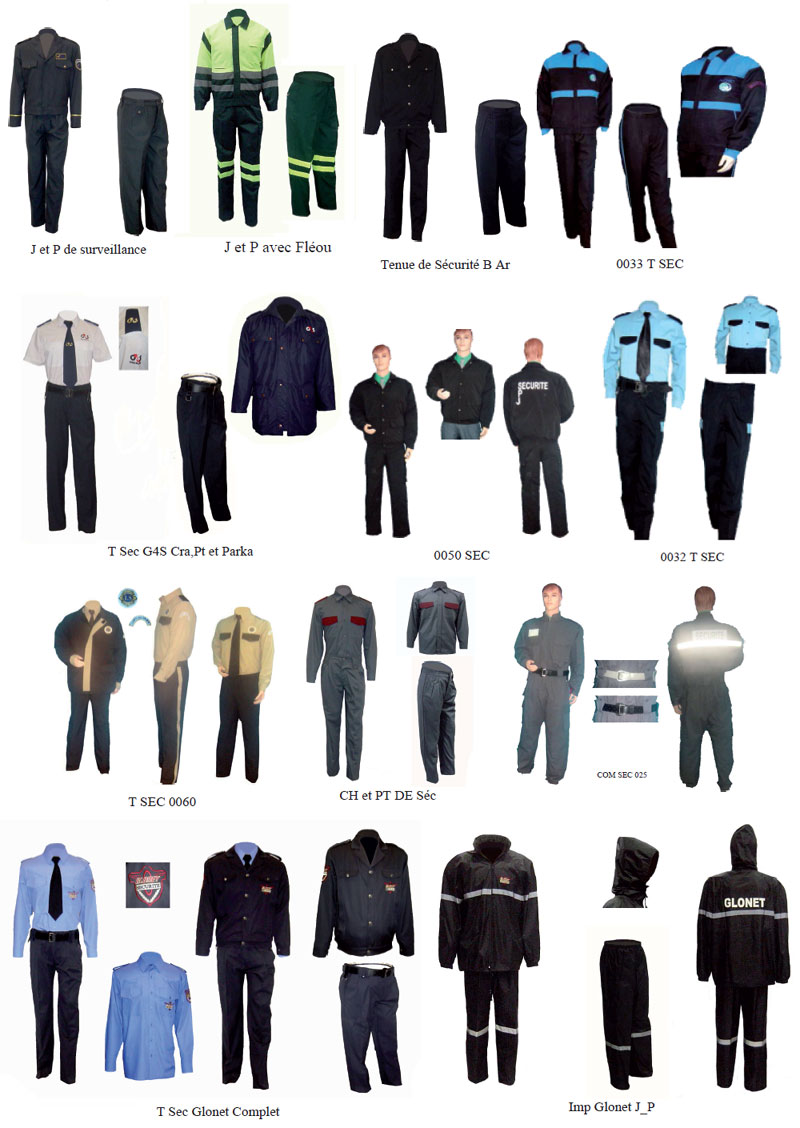 J et P de surveillance
J et P avec Fléou
Tenue de Sécurité B Ar
0033 T SEC
G4S
G4S
SECURITE
P
J
T Sec G4S Cra,Pt et Parka
0050 SEC
0032 T SEC
SECURITE
T SEC 0060
CH et PT DE Séc
COM SEC 025
SECURITE
GLONET
T Sec Glonet Complet
Imp Glonet J_P